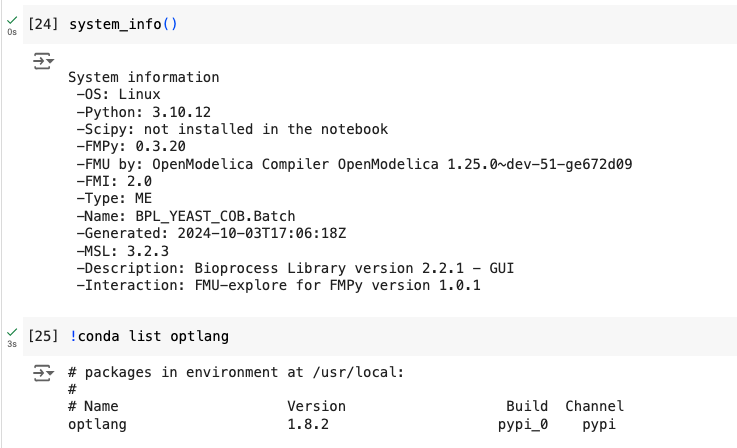 [24] system_info()
0s
System information
-OS: Linux
-Python: 3.10.12
-Scipy: not installed in the notebook
-FMPy: 0.3.20
-FMU by: OpenModelica Compiler OpenModelica 1.25.0~dev-51-ge672d09
-FMI: 2.0
-Type: ME
-Name: BPL_YEAST_COB.Batch
-Generated: 2024-10-03T17:06:18Z
-MSL: 3.2.3
-Description: Bioprocess Library version 2.2.1 - GUI
-Interaction: FMU-explore for FMPy version 1.0.1
[25] !conda list optlang
3s
# packages in environment at /usr/local:
#
# Name                    Version                   Build  Channel
optlang                   1.8.2                    pypi_0    pypi